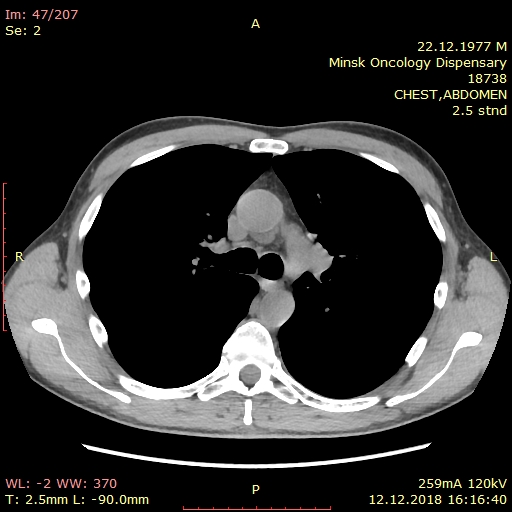 Im: 47/207
Se: 2
A
22.12.1977 M
Minsk Oncology Dispensary
18738
CHEST,ABDOMEN
2.5 stnd
R
L
WL: -2 WW: 370
T: 2.5mm L: -90.0mm
P
259mA 120kV
12.12.2018 16:16:40